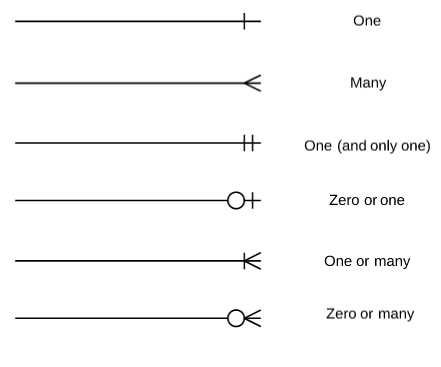 One
Many
One (and only one)
Zero or one
One or many
Zero or many